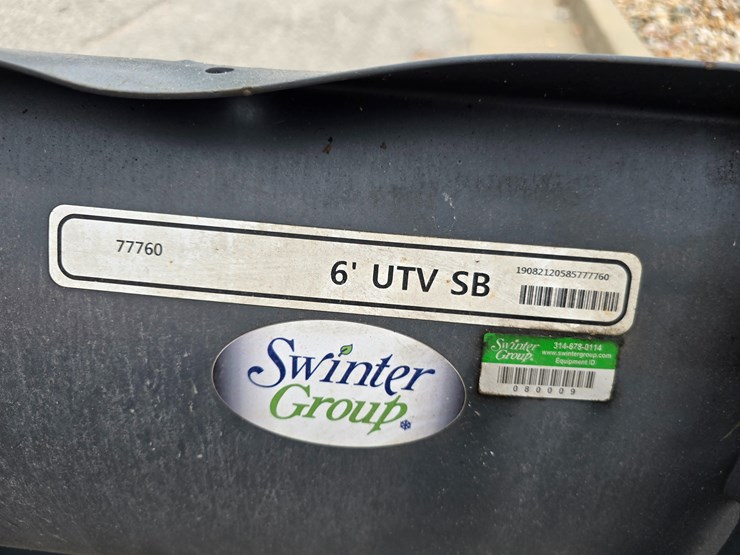 77760
6' UTV SB
19082120585777760
Swinter
Group
Swinter
Group
314-878-0114
www.swintergroup.com
Equipment ID
080009